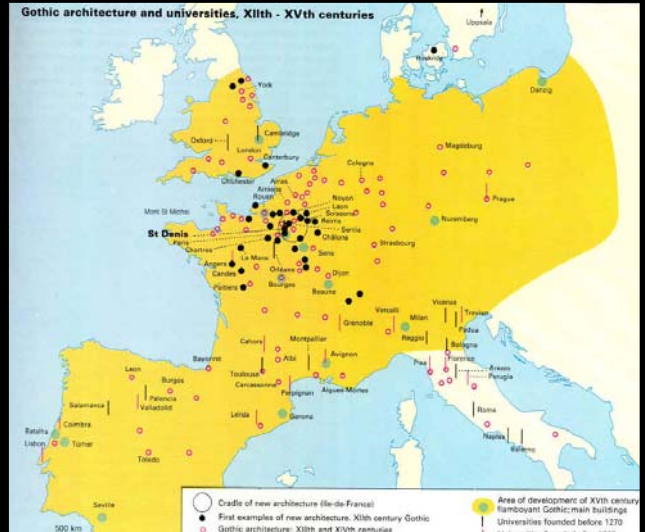 Gothic architecture and universities, XIIth - XVth centuries
Uppsala
Roskilde
York
Danzig
Oxford
Cambridge
London
Canterbury
Chichester
Magdeburg
Cologne
Arras
Amiens
Rouen
Noyon
Laon
Soissons
Reims
Senlis
Prague
Mont St Michel
St Denis
Paris
Chartres
Châlons
Nuremberg
Sens
Strasbourg
Le Mans
Angers
Orléans
Candes
Dijon
Bourges
Beaune
Poitiers
Vicenza
Treviso
Vercelli
Milan
Padua
Grenoble
Reggio
Bologna
Cahors
Montpellier
Bayonne
Albi
Avignon
Pisa
Florence
Arezzo
Perugia
Leon
Toulouse
Burgos
Carcassonne
Aigues-Mortes
Perpignan
Palencia
Salamanca
Valladolid
Lerida
Gerona
Roma
Coimbra
Batalha
Tomar
Lisbon
Naples
Salerno
Toledo
Seville
500 km
Cradle of new architecture (Ile-de-France)
First examples of new architecture. XIIth century Gothic
Gothic architecture: XIIIth and XIVth centuries
Area of development of XVth century
flamboyant Gothic; main buildings
Universities founded before 1270